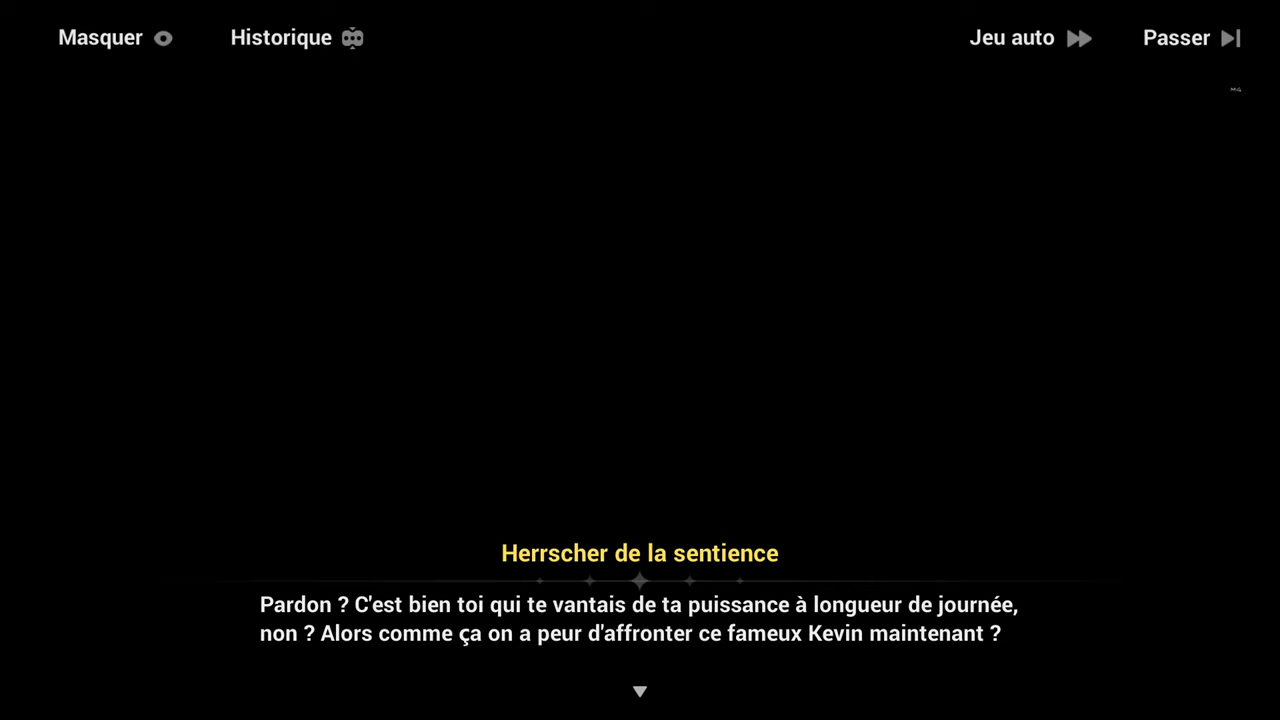 Masquer
Historique
Jeu auto
Passer
Herrscher de la sentience
Pardon ? C'est bien toi qui te vantais de ta puissance à longueur de journée,
non ? Alors comme ça on a peur d'affronter ce fameux Kevin maintenant ?